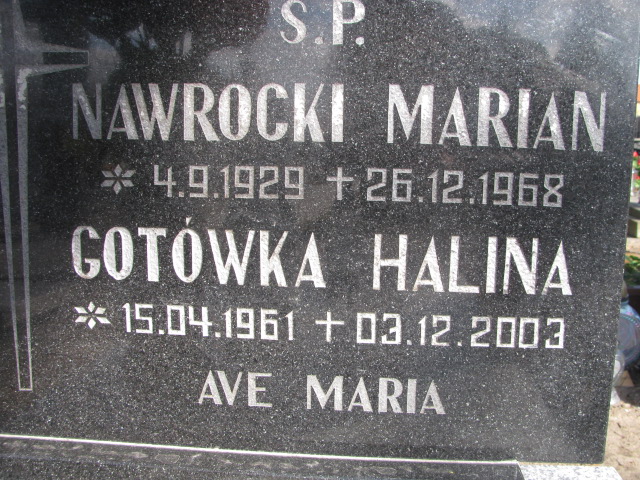 Ś.P.
NAWROCKI MARIAN
* 4.9.1929 + 26.12.1968
GOTÓWKA HALINA
* 15.04.1961 + 03.12.2003
AVE MARIA